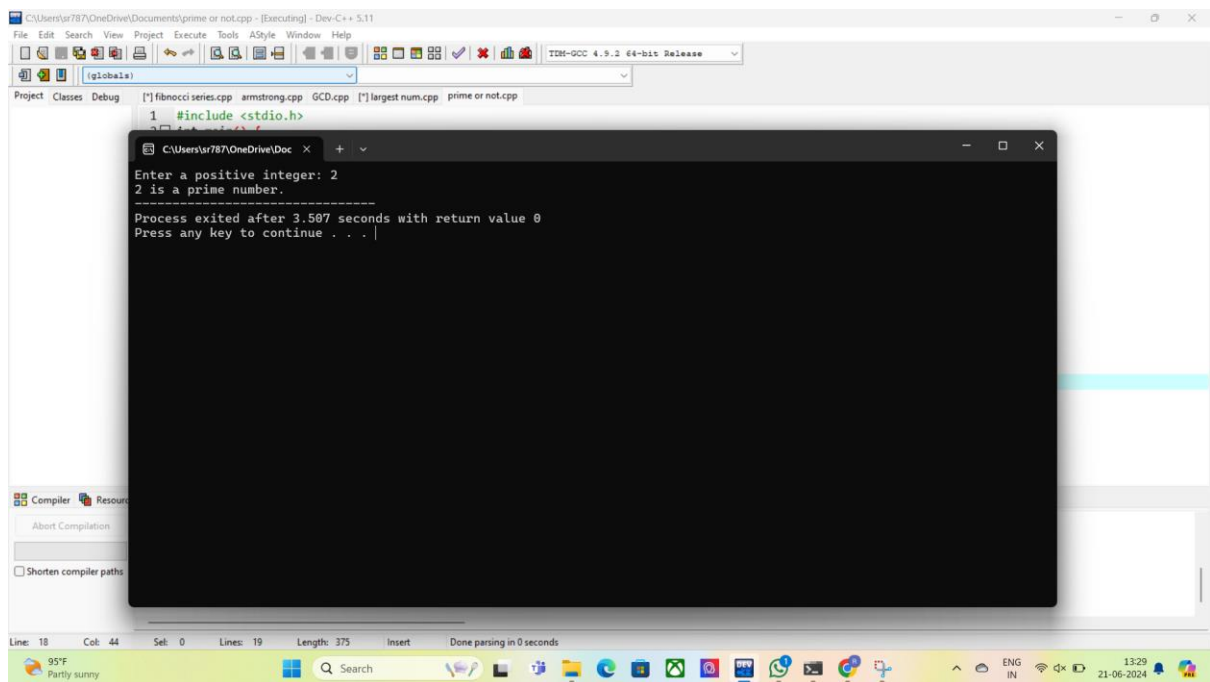 C:\Users\sr787\OneDrive\Documents\prime or not.cpp - [Executing] - Dev-C++ 5.11
File Edit Search View Project Execute Tools AStyle Window Help
TDM-GCC 4.9.2 64-bit Release
(globals)
Project Classes Debug [*] fibnocci series.cpp armstrong.cpp GCD.cpp [*] largest num.cpp prime or not.cpp
1 #include <stdio.h>
C:\Users\sr787\OneDrive\Doc
Enter a positive integer: 2
2 is a prime number.
--------------------------------
Process exited after 3.507 seconds with return value 0
Press any key to continue . . .
Compiler Resour
Abort Compilation
Shorten compiler paths
Line: 18 Col: 44 Sel: 0 Lines: 19 Length: 375 Insert Done parsing in 0 seconds
95°F
Partly sunny
Search
DEV
ENG
IN
13:29
21-06-2024